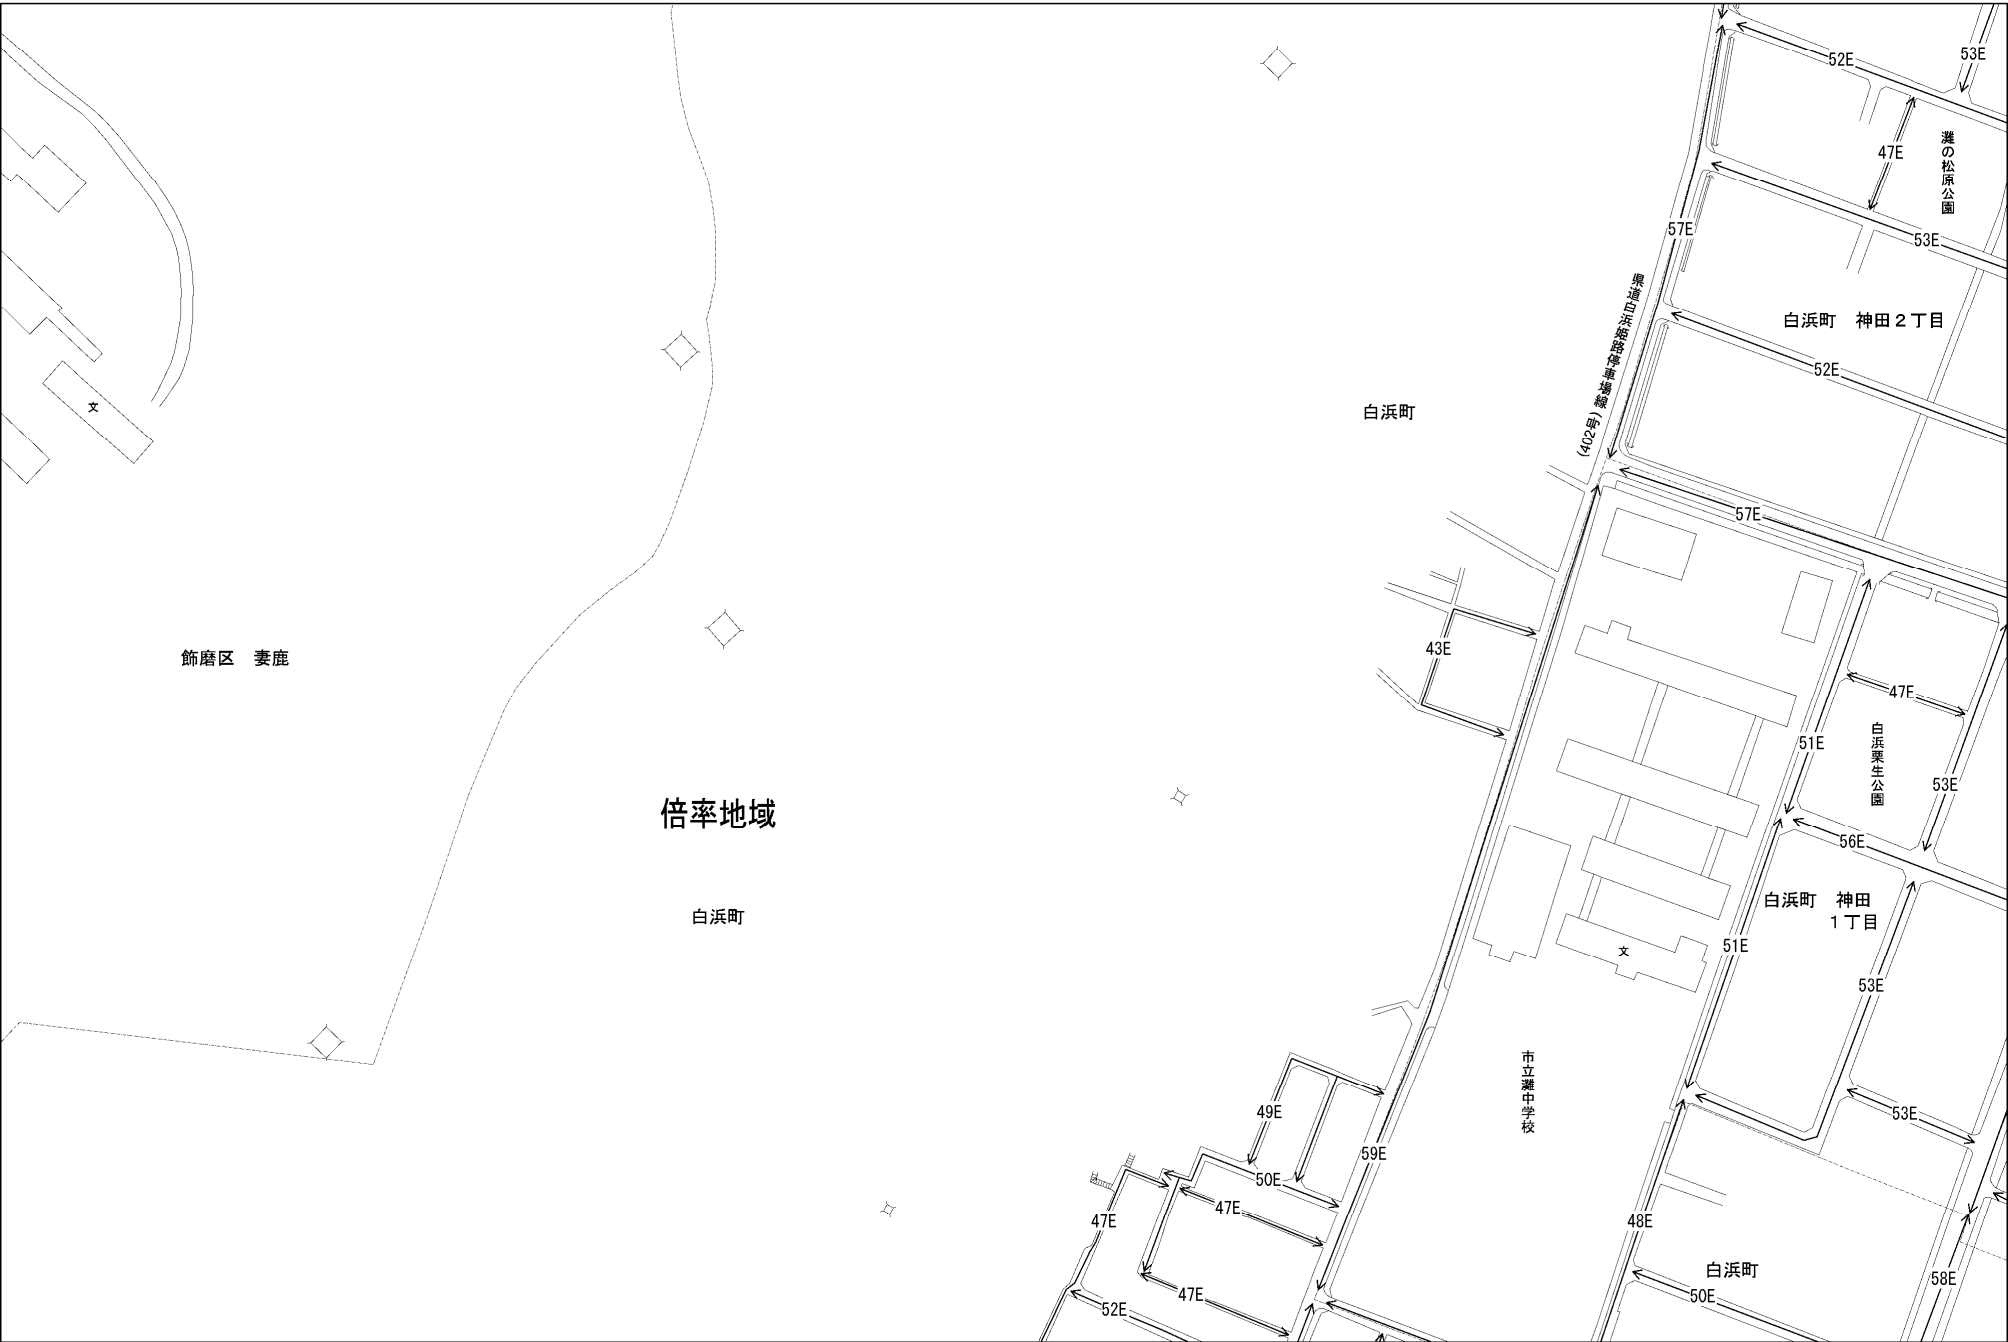 52E
53E
47E
灘の松原公園
57E
53E
県道白浜姫路停車場線
(402号)
白浜町　神田２丁目
52E
文
白浜町
57E
43E
飾磨区　妻鹿
47E
51E
白浜栗生公園
53E
倍率地域
56E
白浜町　神田
１丁目
白浜町
51E
文
53E
市立灘中学校
49E
53E
59E
50E
47E
47E
48E
白浜町
58E
47E
50E
52E